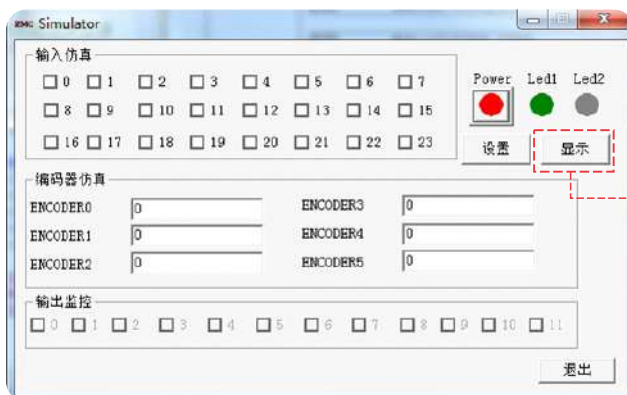 ZMC Simulator
输入仿真
0 1 2 3 4 5 6 7
Power Led1 Led2
8 9 10 11 12 13 14 15
16 17 18 19 20 21 22 23
设置 显示
编码器仿真
ENCODER0 0 ENCODER3 0
ENCODER1 0 ENCODER4 0
ENCODER2 0 ENCODER5 0
输出监控
0 1 2 3 4 5 6 7 8 9 10 11
退出